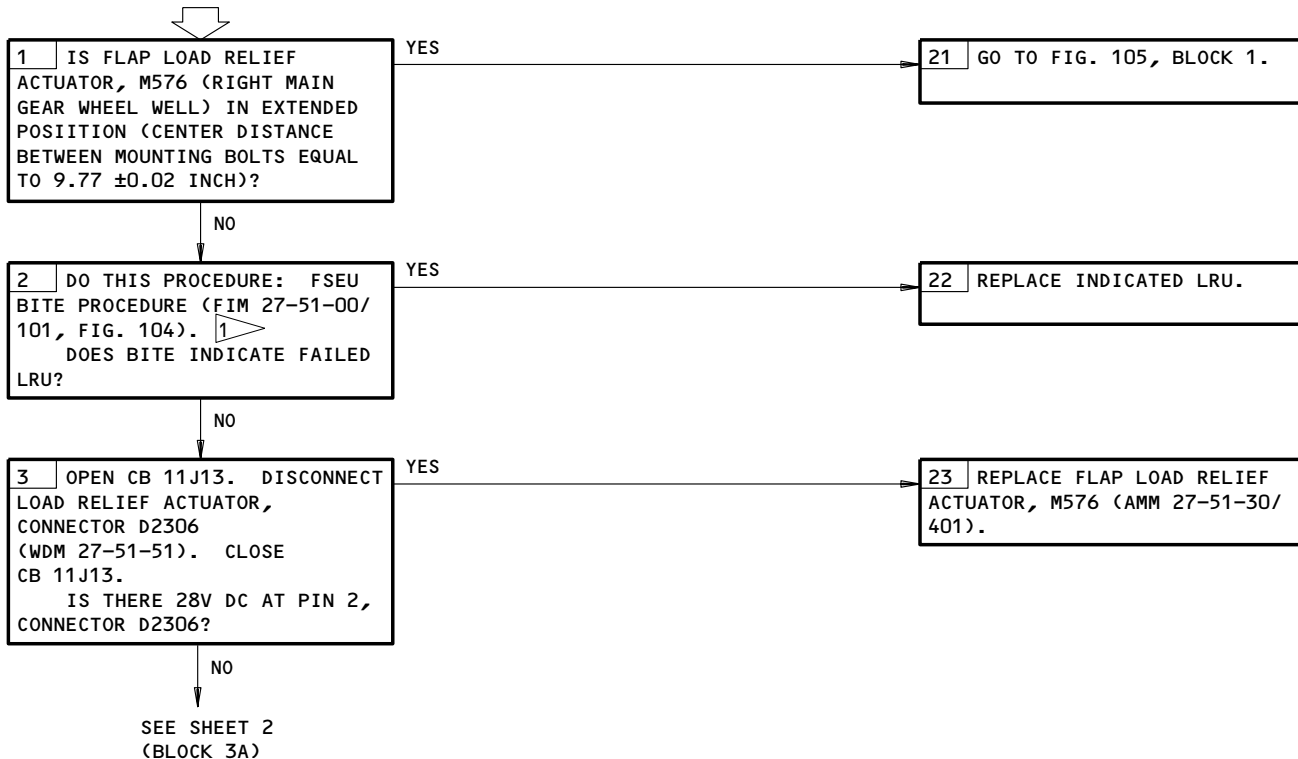 1 IS FLAP LOAD RELIEF
ACTUATOR, M576 (RIGHT MAIN
GEAR WHEEL WELL) IN EXTENDED
POSIITION (CENTER DISTANCE
BETWEEN MOUNTING BOLTS EQUAL
TO 9.77 ±0.02 INCH)?
YES
21 GO TO FIG. 105, BLOCK 1.
NO
2 DO THIS PROCEDURE: FSEU
BITE PROCEDURE (FIM 27-51-00/
101, FIG. 104). 1
DOES BITE INDICATE FAILED
LRU?
YES
22 REPLACE INDICATED LRU.
NO
3 OPEN CB 11J13. DISCONNECT
LOAD RELIEF ACTUATOR,
CONNECTOR D2306
(WDM 27-51-51). CLOSE
CB 11J13.
IS THERE 28V DC AT PIN 2,
CONNECTOR D2306?
YES
23 REPLACE FLAP LOAD RELIEF
ACTUATOR, M576 (AMM 27-51-30/
401).
NO
SEE SHEET 2
(BLOCK 3A)